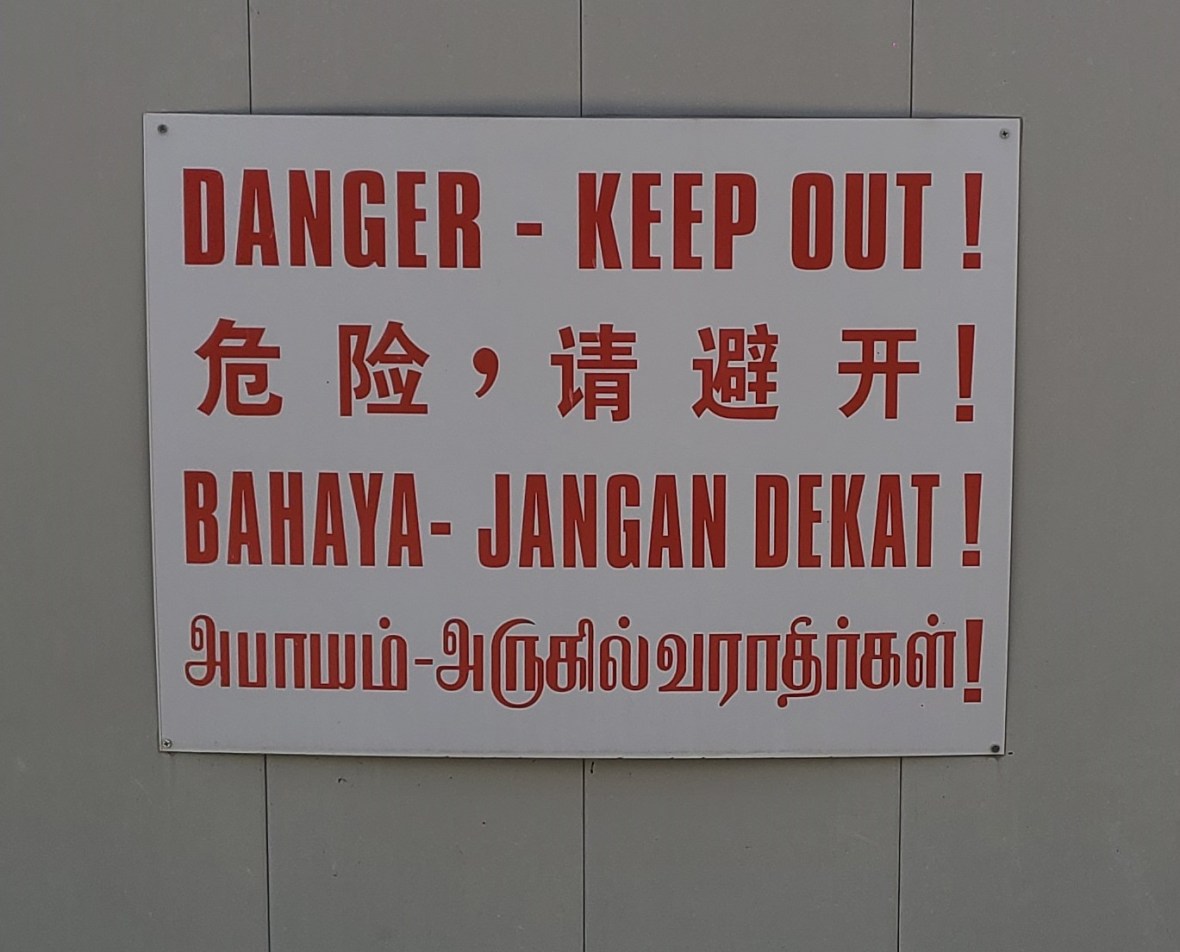 DANGER - KEEP OUT !
危险，请避开！
BAHAYA - JANGAN DEKAT !
அபாயம் - அருகில் வராதீர்கள் !